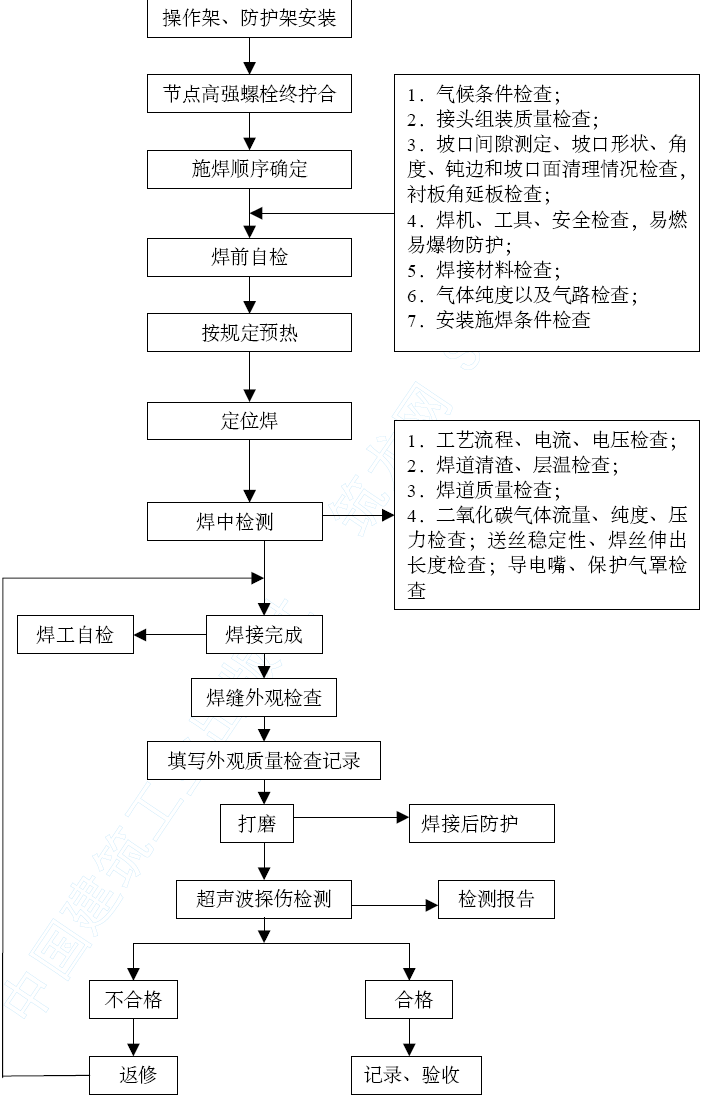 操作架、防护架安装
节点高强螺栓终拧合
施焊顺序确定
1．气候条件检查；
2．接头组装质量检查；
3．坡口间隙测定、坡口形状、角
度、钝边和坡口面清理情况检查，
衬板角延板检查；
4．焊机、工具、安全检查，易燃
易爆物防护；
5．焊接材料检查；
6．气体纯度以及气路检查；
7．安装施焊条件检查
焊前自检
按规定预热
定位焊
1．工艺流程、电流、电压检查；
2．焊道清渣、层温检查；
3．焊道质量检查；
4．二氧化碳气体流量、纯度、压
力检查；送丝稳定性、焊丝伸出
长度检查；导电嘴、保护气罩检
查
焊中检测
焊工自检
焊接完成
焊缝外观检查
填写外观质量检查记录
打磨
焊接后防护
超声波探伤检测
检测报告
不合格
合格
返修
记录、验收
中国建筑工
筑龙网